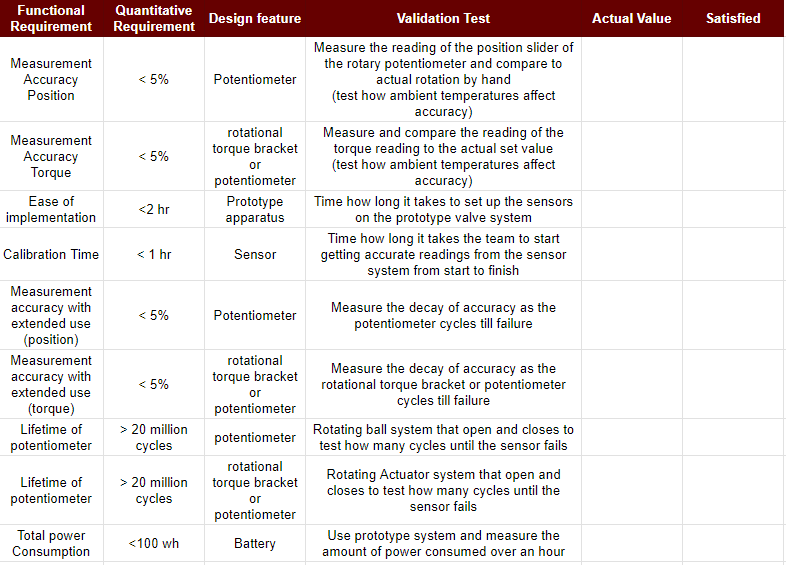 Functional Requirement | Quantitative Requirement | Design feature | Validation Test | Actual Value | Satisfied
Measurement Accuracy Position | < 5% | Potentiometer | Measure the reading of the position slider of the rotary potentiometer and compare to actual rotation by hand (test how ambient temperatures affect accuracy)
Measurement Accuracy Torque | < 5% | rotational torque bracket or potentiometer | Measure and compare the reading of the torque reading to the actual set value (test how ambient temperatures affect accuracy)
Ease of implementation | <2 hr | Prototype apparatus | Time how long it takes to set up the sensors on the prototype valve system
Calibration Time | < 1 hr | Sensor | Time how long it takes the team to start getting accurate readings from the sensor system from start to finish
Measurement accuracy with extended use (position) | < 5% | Potentiometer | Measure the decay of accuracy as the potentiometer cycles till failure
Measurement accuracy with extended use (torque) | < 5% | rotational torque bracket or potentiometer | Measure the decay of accuracy as the rotational torque bracket or potentiometer cycles till failure
Lifetime of potentiometer | > 20 million cycles | potentiometer | Rotating ball system that open and closes to test how many cycles until the sensor fails
Lifetime of potentiometer | > 20 million cycles | rotational torque bracket or potentiometer | Rotating Actuator system that open and closes to test how many cycles until the sensor fails
Total power Consumption | <100 wh | Battery | Use prototype system and measure the amount of power consumed over an hour